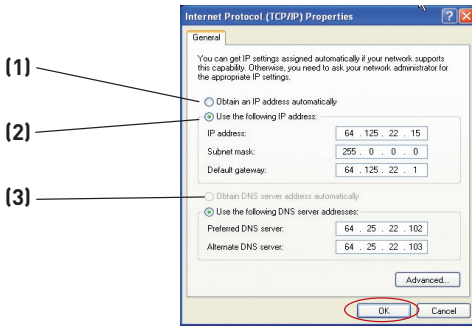 Internet Protocol (TCP/IP) Properties
General
You can get IP settings assigned automatically if your network supports
this capability. Otherwise, you need to ask your network administrator for
the appropriate IP settings.
(1)
Obtain an IP address automatically
(2)
Use the following IP address:
IP address: 64 . 125 . 22 . 15
Subnet mask: 255 . 0 . 0 . 0
Default gateway: 64 . 125 . 22 . 1
(3)
Obtain DNS server address automatically
Use the following DNS server addresses:
Preferred DNS server: 64 . 25 . 22 . 102
Alternate DNS server: 64 . 25 . 22 . 103
Advanced...
OK Cancel